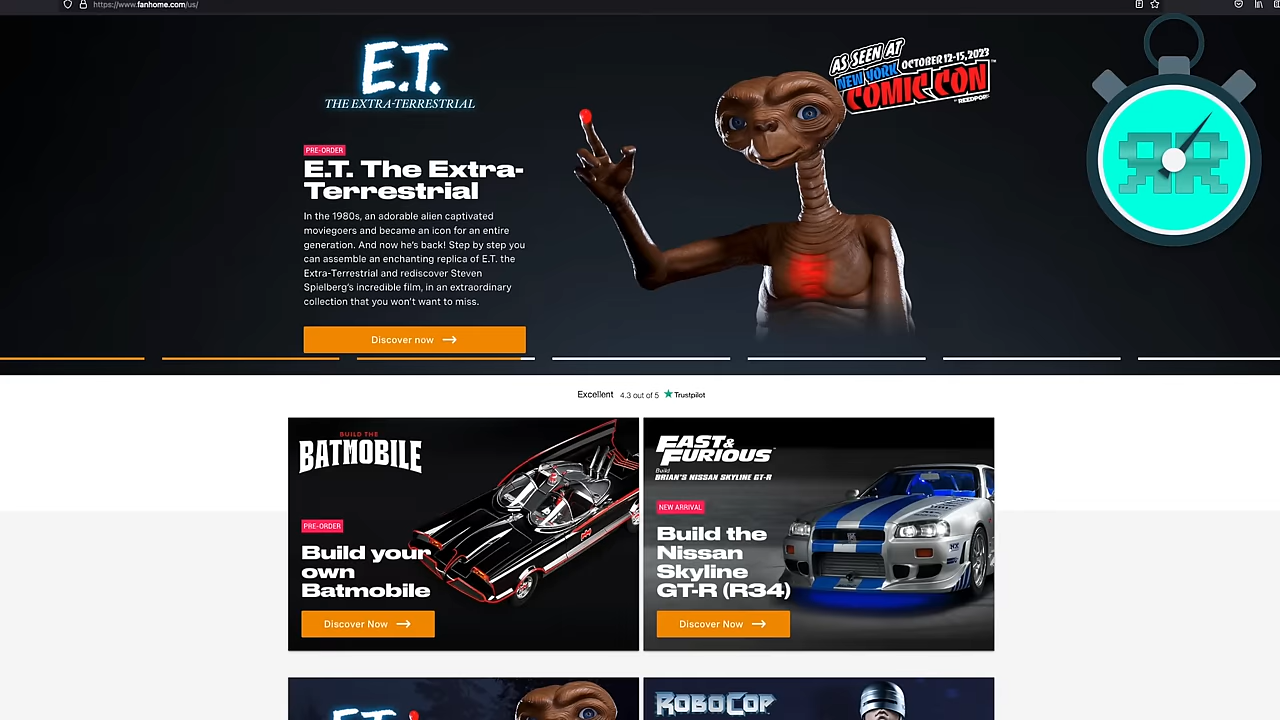 https://www.fanhome.com/us/
E.T.
THE EXTRA-TERRESTRIAL
AS SEEN AT
NEW YORK OCTOBER 12-15, 2023
COMIC CON
BY REEDPOP
PRE-ORDER
E.T. The Extra-
Terrestrial
In the 1980s, an adorable alien captivated
moviegoers and became an icon for an entire
generation. And now he's back! Step by step you
can assemble an enchanting replica of E.T. the
Extra-Terrestrial and rediscover Steven
Spielberg's incredible film, in an extraordinary
collection that you won't want to miss.
Discover now
RR
Excellent 4.3 out of 5 Trustpilot
BUILD THE
BATMOBILE
PRE-ORDER
Build your
own
Batmobile
Discover Now
FAST &
FURIOUS
Build
BRIAN'S NISSAN SKYLINE GT-R
NEW ARRIVAL
Build the
Nissan
Skyline
GT-R (R34)
Discover Now
E.T.
ROBOCOP